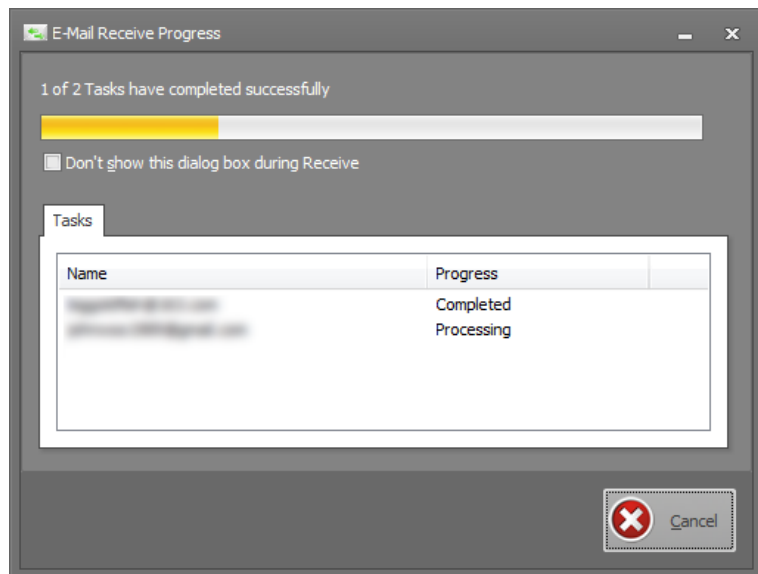 E-Mail Receive Progress
1 of 2 Tasks have completed successfully
Don't show this dialog box during Receive
Tasks
Name Progress
Completed
Processing
Cancel